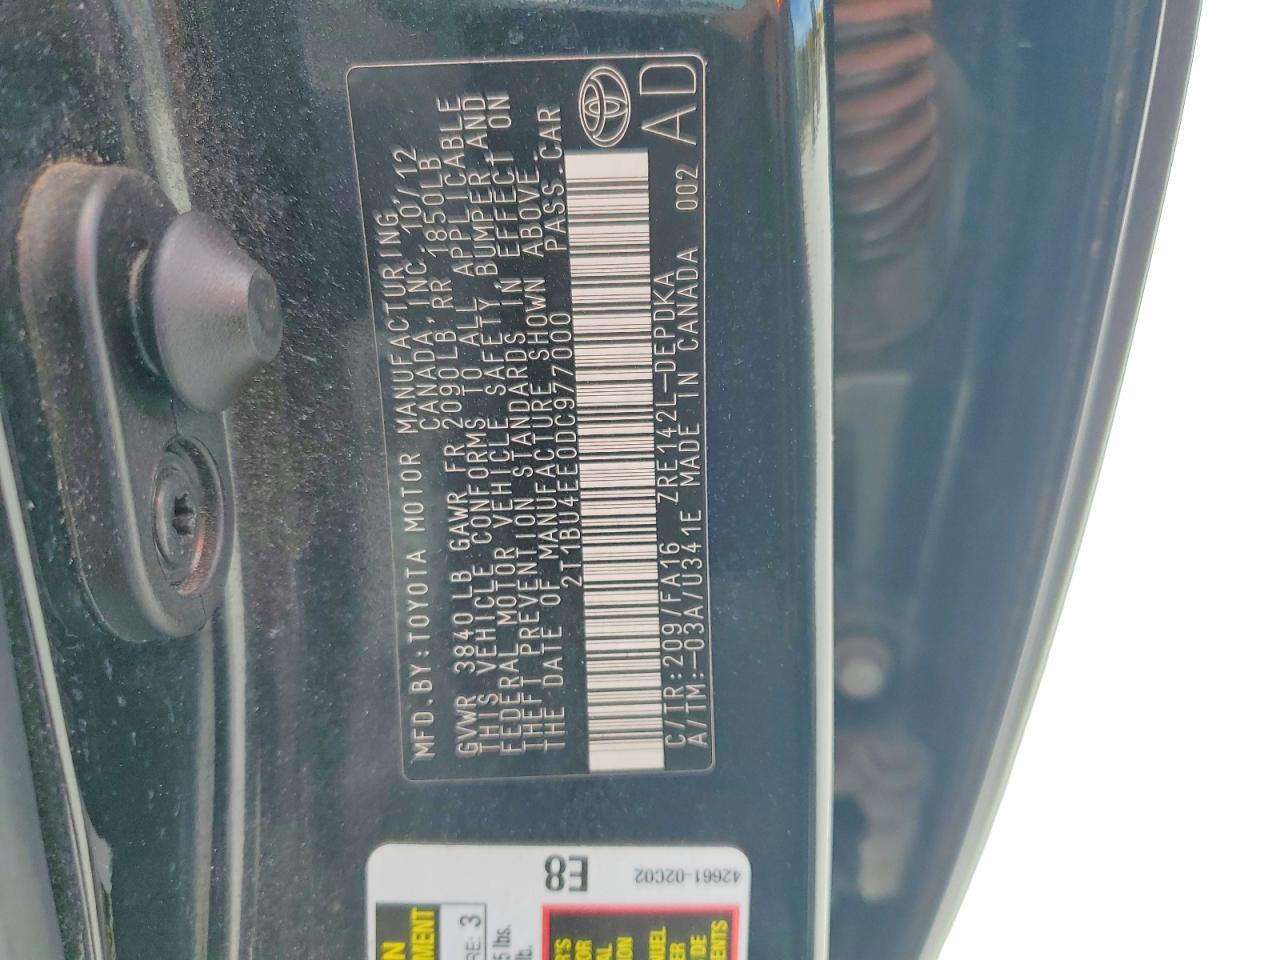 MFD.BY:TOYOTA MOTOR MANUFACTURING
CANADA,INC. 10/12
GVWR 3840LB GAWR FR 2090LB RR 1850LB
THIS VEHICLE CONFORMS TO ALL APPLICABLE
FEDERAL MOTOR VEHICLE SAFETY,BUMPER,AND
THEFT PREVENTION STANDARDS IN EFFECT ON
THE DATE OF MANUFACTURE SHOWN ABOVE.
2T1BU4EE0DC977000 PASS.CAR
C/TR:209/FA16 ZRE142L-DEPDKA
A/TM:-03A/U341E MADE IN CANADA 002 AD
E8
42661-02C02
3